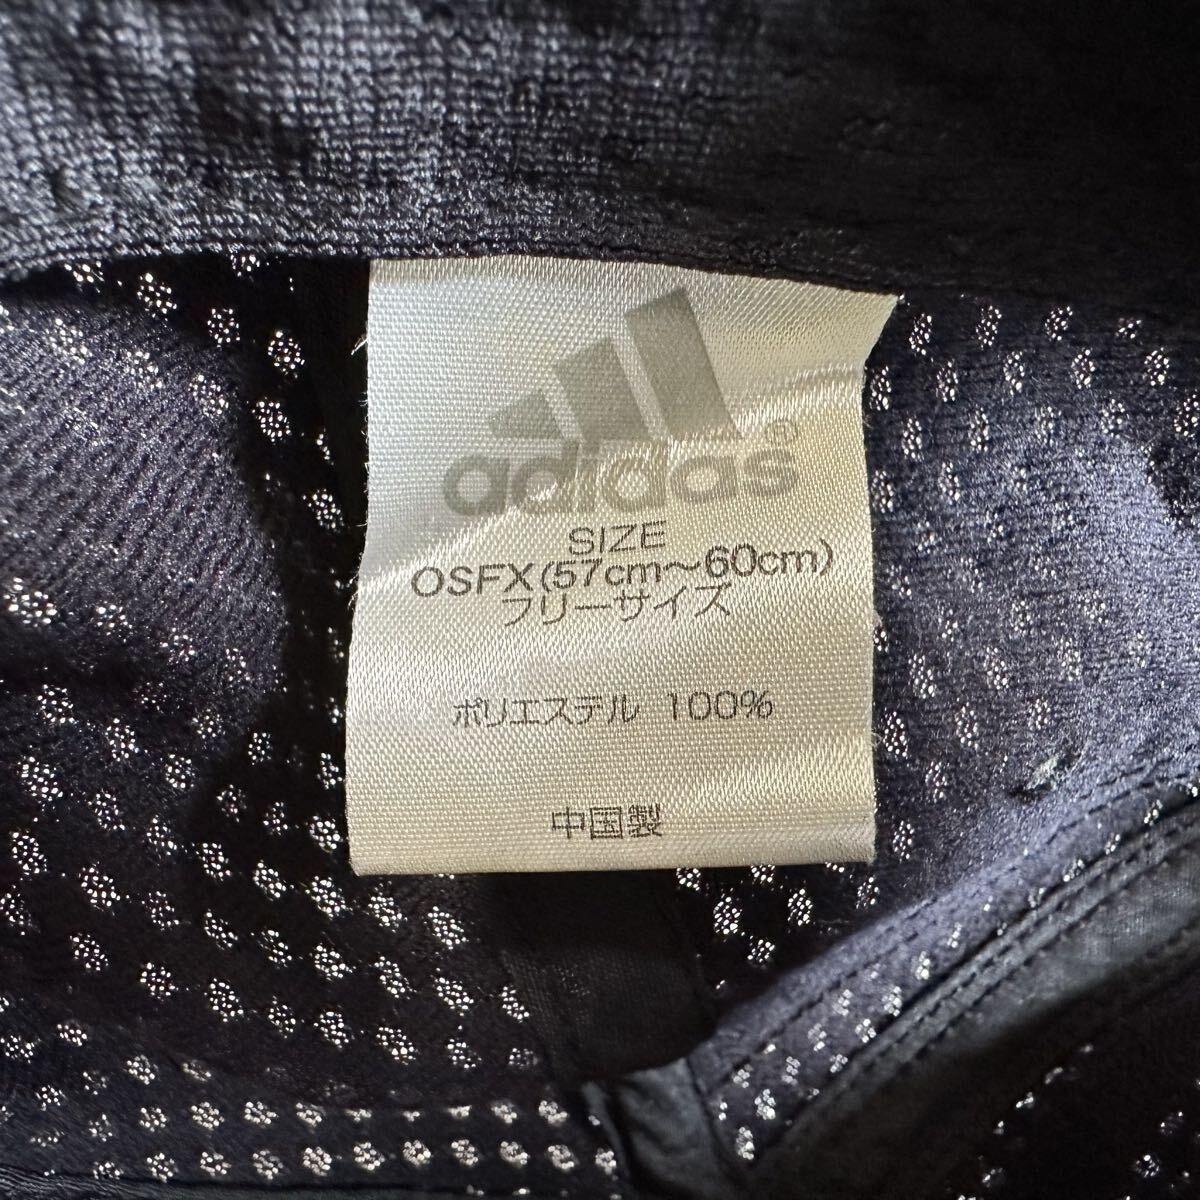 adidas®
SIZE
OSFX(57cm～60cm)
フリーサイズ
ポリエステル 100%
中国製